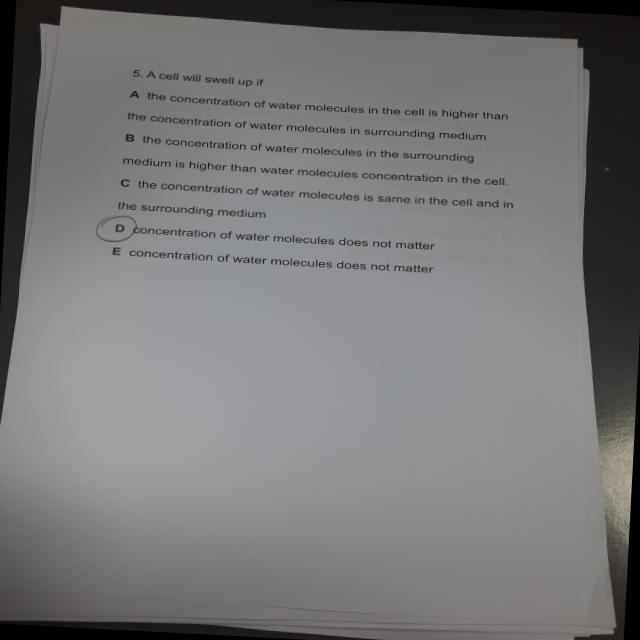 5. A cell will swell up if
A the concentration of water molecules in the cell is higher than
the concentration of water molecules in surrounding medium
B the concentration of water molecules in the surrounding
medium is higher than water molecules concentration in the cell.
C the concentration of water molecules is same in the cell and in
the surrounding medium
D concentration of water molecules does not matter
E concentration of water molecules does not matter